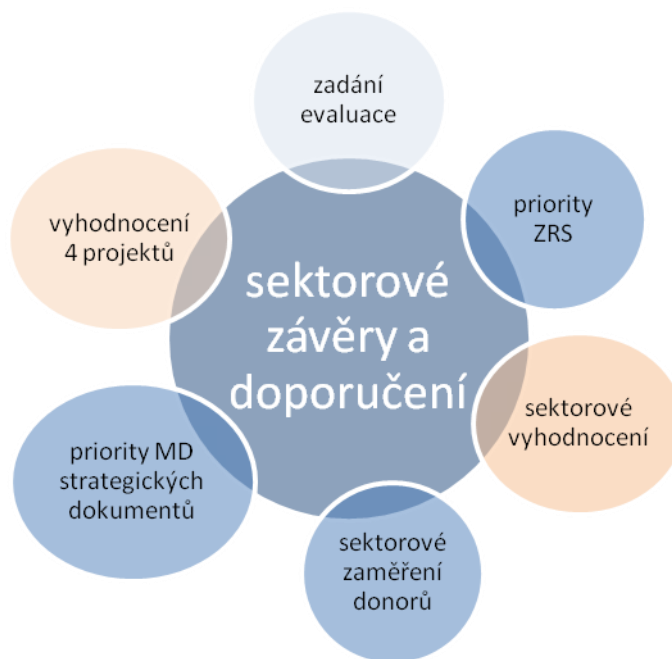 zadání
evaluace
priority
ZRS
sektorové
vyhodnocení
sektorové
zaměření
donorů
priority MD
strategických
dokumentů
vyhodnocení
4 projektů
sektorové
závěry a
doporučení